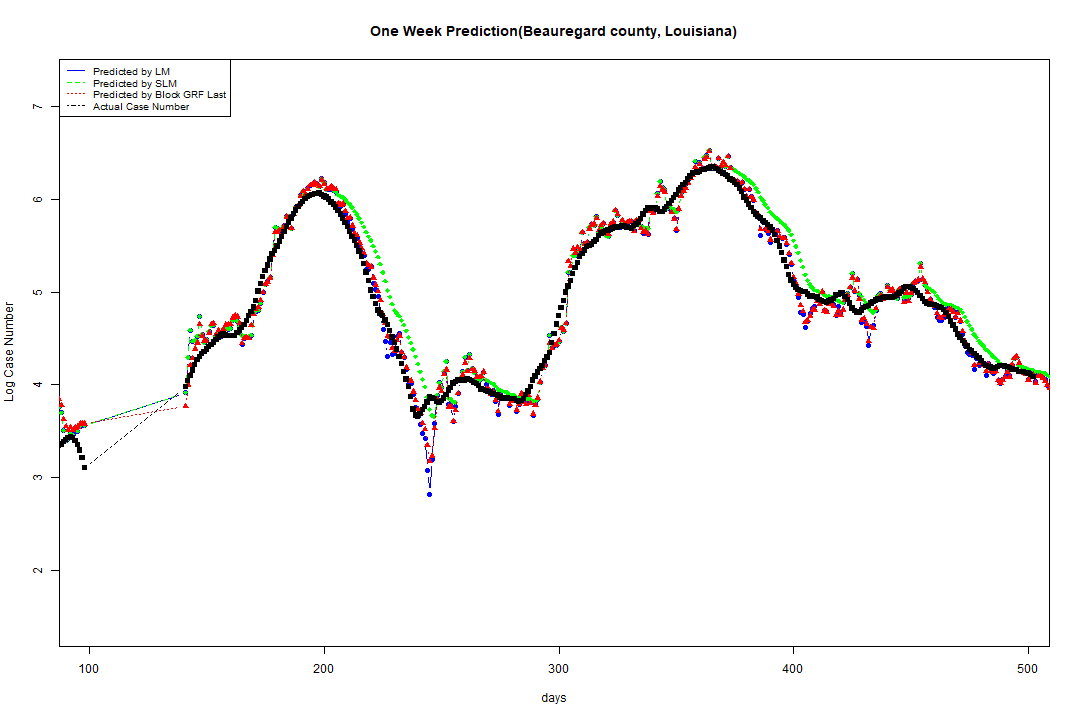 One Week Prediction(Beauregard county, Louisiana)
Predicted by LM
Predicted by SLM
Predicted by Block GRF Last
Actual Case Number
7
6
5
4
3
2
Log Case Number
100 200 300 400 500
days